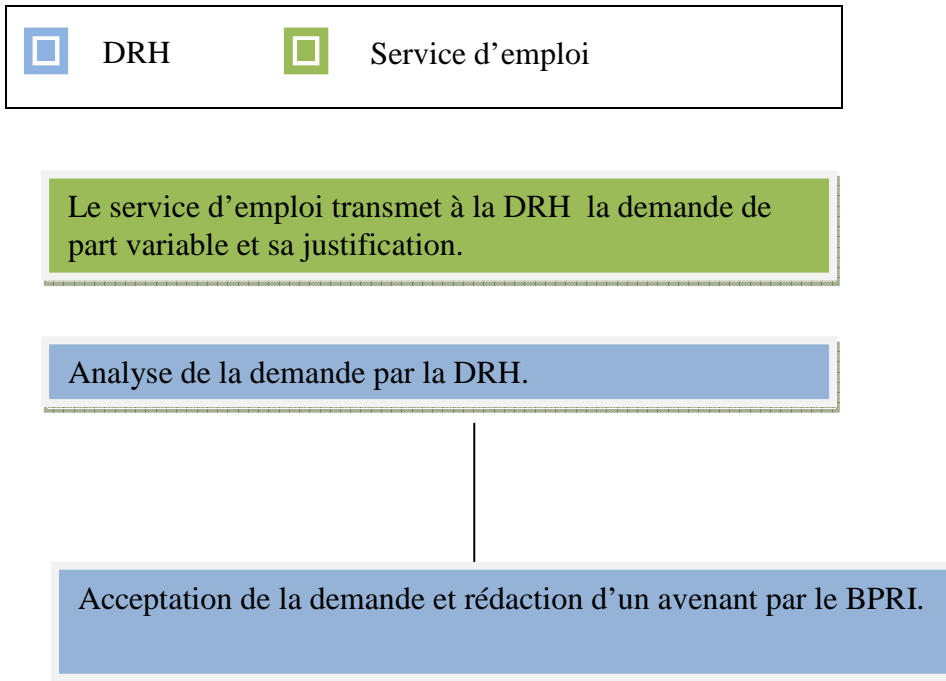 DRH Service d’emploi
Le service d’emploi transmet à la DRH la demande de
part variable et sa justification.
Analyse de la demande par la DRH.
Acceptation de la demande et rédaction d’un avenant par le BPRI.